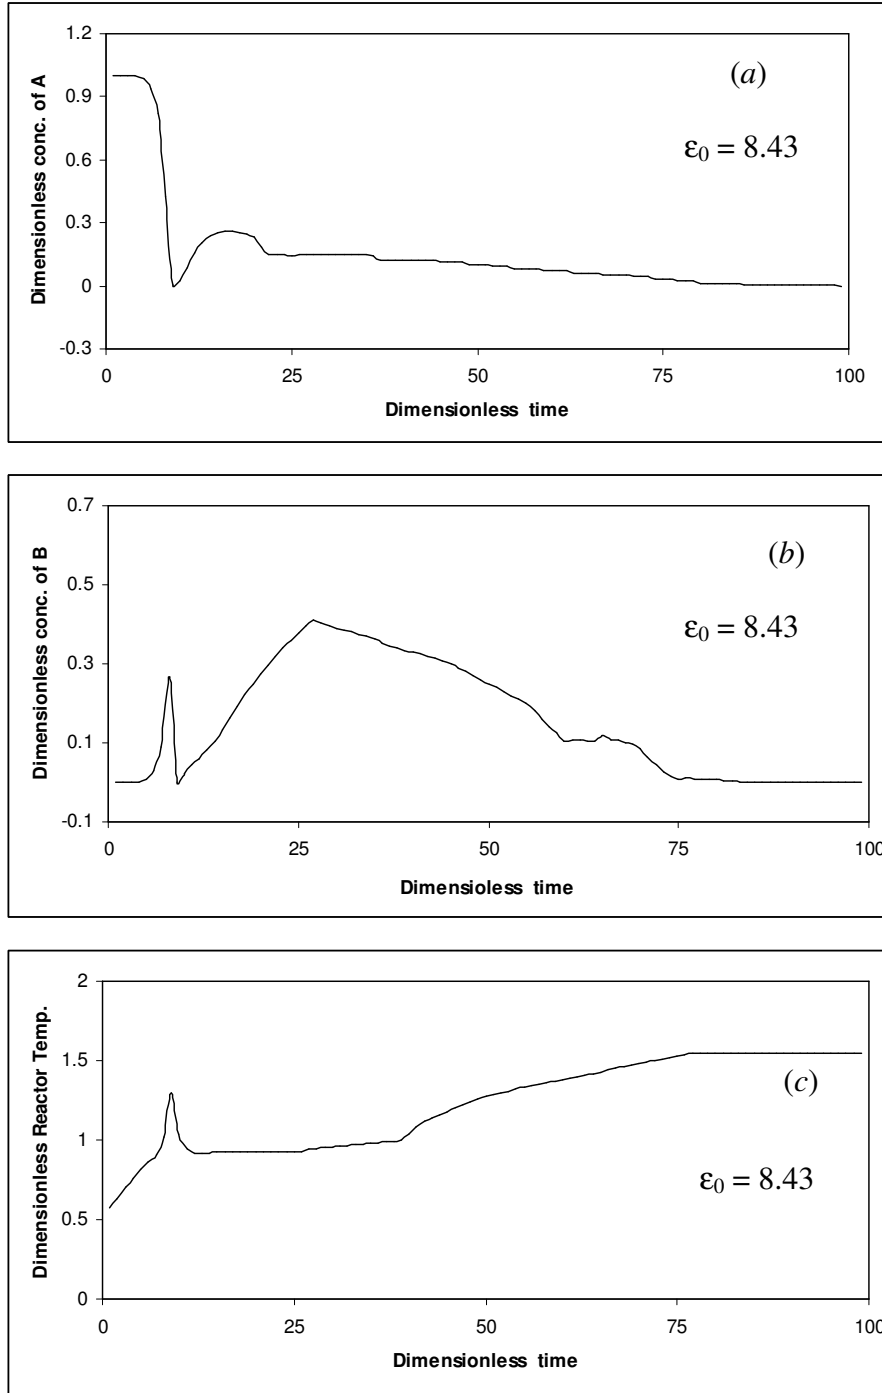 Dimensionless conc. of A
1.2
0.9
0.6
0.3
0
-0.3
(a)
ε₀ = 8.43
0 25 50 75 100
Dimensionless time
Dimensionless conc. of B
0.7
0.5
0.3
0.1
-0.1
(b)
ε₀ = 8.43
0 25 50 75 100
Dimensioless time
Dimensionless Reactor Temp.
2
1.5
1
0.5
0
(c)
ε₀ = 8.43
0 25 50 75 100
Dimensionless time